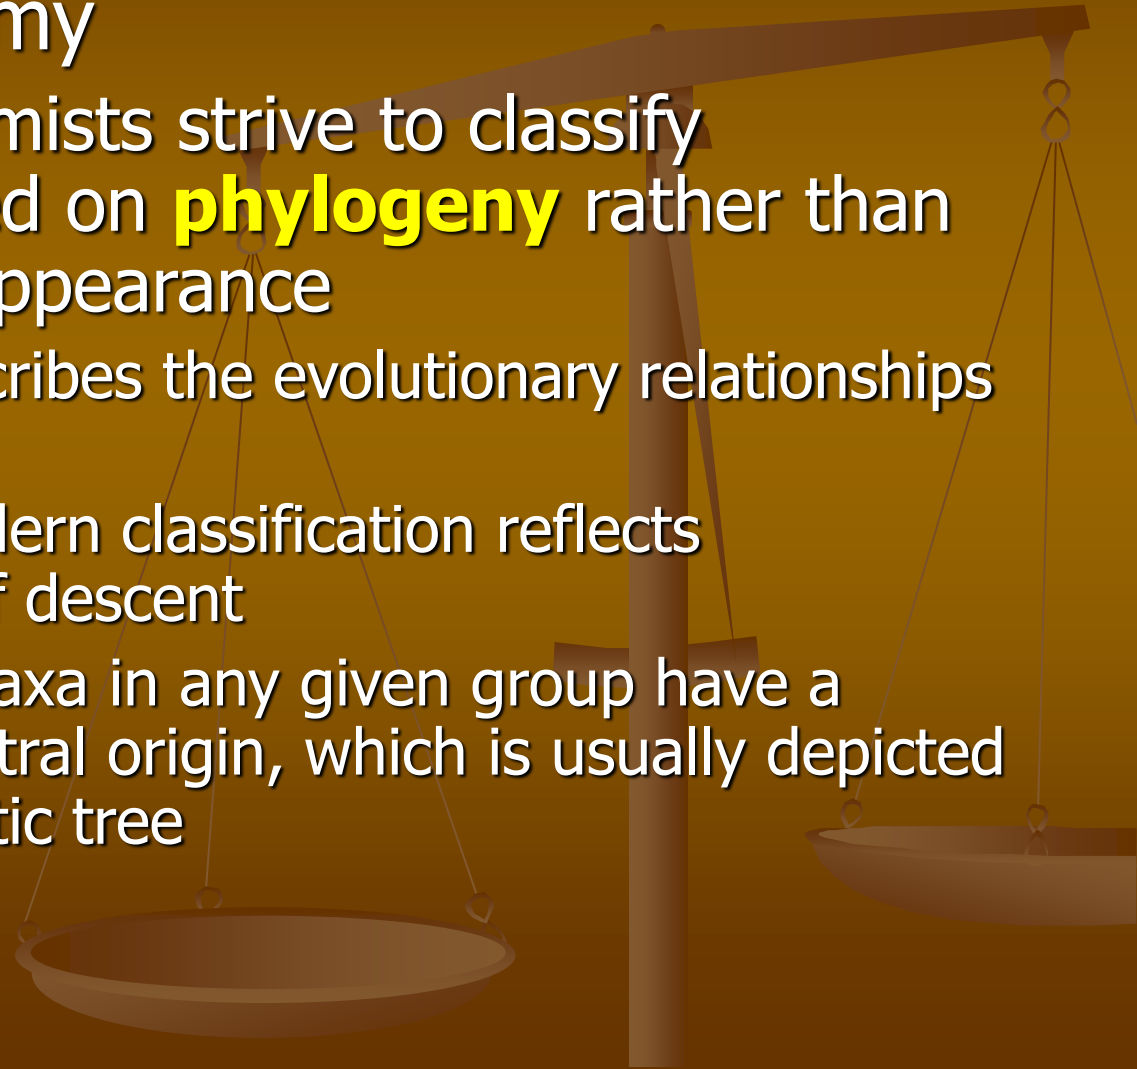 my
mists strive to classify
d on phylogeny rather than
ppearance
cribes the evolutionary relationships
dern classification reflects
f descent
axa in any given group have a
tral origin, which is usually depicted
tic tree